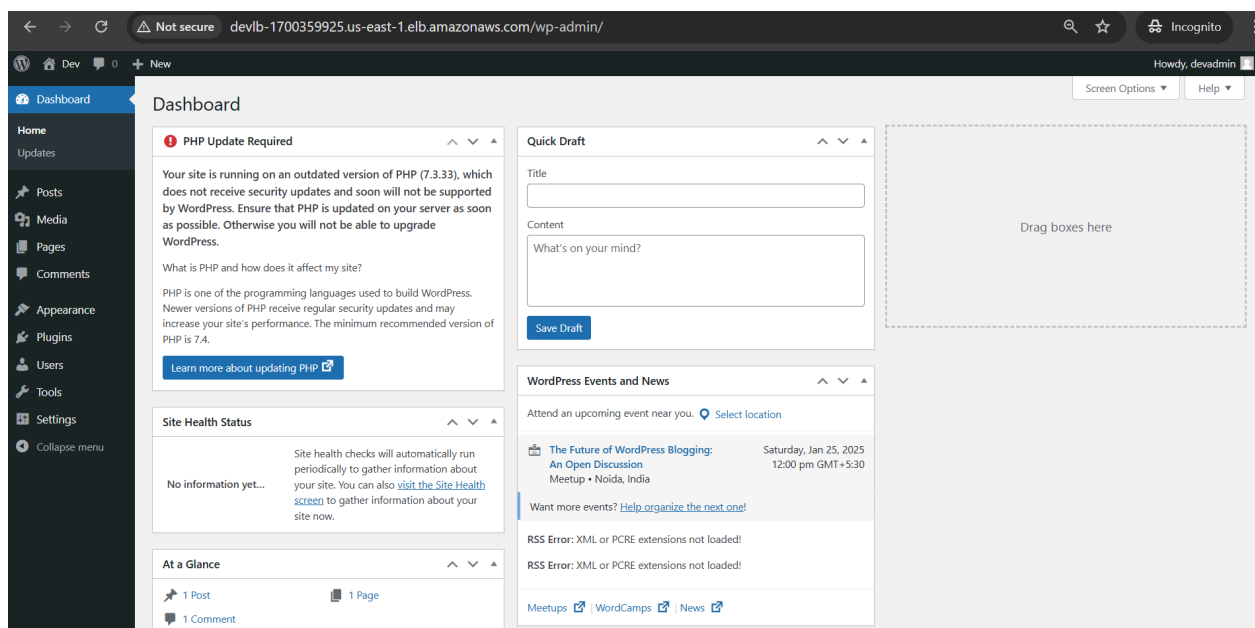 Not secure devlb-1700359925.us-east-1.elb.amazonaws.com/wp-admin/ Incognito
Dev 0 New Howdy, devadmin
Dashboard
Home
Updates
Posts
Media
Pages
Comments
Appearance
Plugins
Users
Tools
Settings
Collapse menu
Screen Options Help
Dashboard
PHP Update Required
Your site is running on an outdated version of PHP (7.3.33), which
does not receive security updates and soon will not be supported
by WordPress. Ensure that PHP is updated on your server as soon
as possible. Otherwise you will not be able to upgrade
WordPress.
What is PHP and how does it affect my site?
PHP is one of the programming languages used to build WordPress.
Newer versions of PHP receive regular security updates and may
increase your site's performance. The minimum recommended version of
PHP is 7.4.
Learn more about updating PHP
Site Health Status
No information yet...
Site health checks will automatically run
periodically to gather information about
your site. You can also visit the Site Health
screen to gather information about your
site now.
At a Glance
1 Post 1 Page
1 Comment
Quick Draft
Title
Content
What's on your mind?
Save Draft
WordPress Events and News
Attend an upcoming event near you. Select location
The Future of WordPress Blogging: Saturday, Jan 25, 2025
An Open Discussion 12:00 pm GMT+5:30
Meetup • Noida, India
Want more events? Help organize the next one!
RSS Error: XML or PCRE extensions not loaded!
RSS Error: XML or PCRE extensions not loaded!
Meetups | WordCamps | News
Drag boxes here